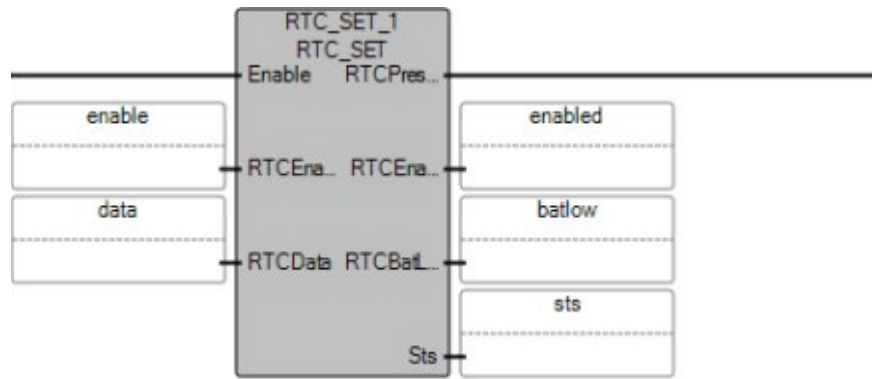 RTC_SET_1
RTC_SET
Enable RTCPres...
enable
enabled
RTCEna... RTCEna...
data
batlow
RTCData RTCBatL...
sts
Sts